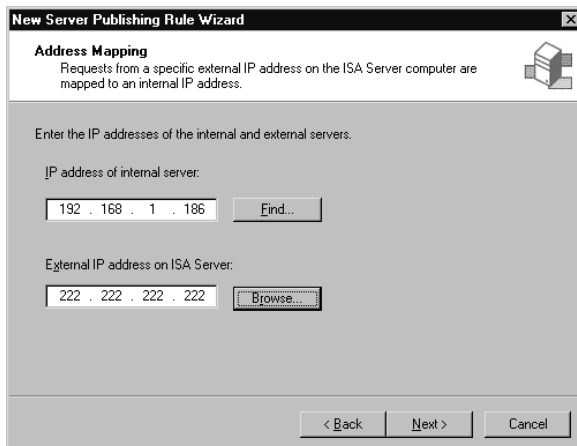 New Server Publishing Rule Wizard
Address Mapping
Requests from a specific external IP address on the ISA Server computer are
mapped to an internal IP address.
Enter the IP addresses of the internal and external servers.
IP address of internal server:
192 . 168 . 1 . 186 Find...
External IP address on ISA Server:
222 . 222 . 222 . 222 Browse...
< Back Next > Cancel